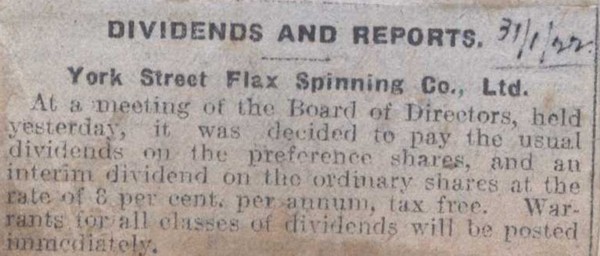 DIVIDENDS AND REPORTS. 31/1/22.
York Street Flax Spinning Co., Ltd.
At a meeting of the Board of Directors, held
yesterday, it was decided to pay the usual
dividends on the preference shares, and an
interim dividend on the ordinary shares at the
rate of 8 per cent. per annum, tax free. War-
rants for all classes of dividends will be posted
immediately.